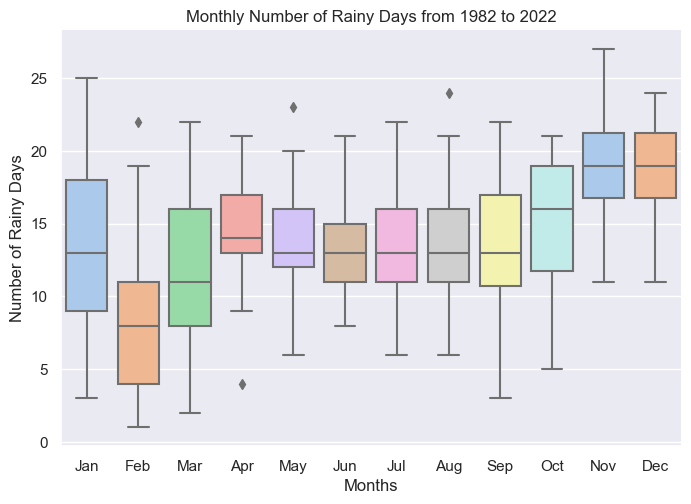 Monthly Number of Rainy Days from 1982 to 2022
Number of Rainy Days
25
20
15
10
5
0
Jan Feb Mar Apr May Jun Jul Aug Sep Oct Nov Dec
Months